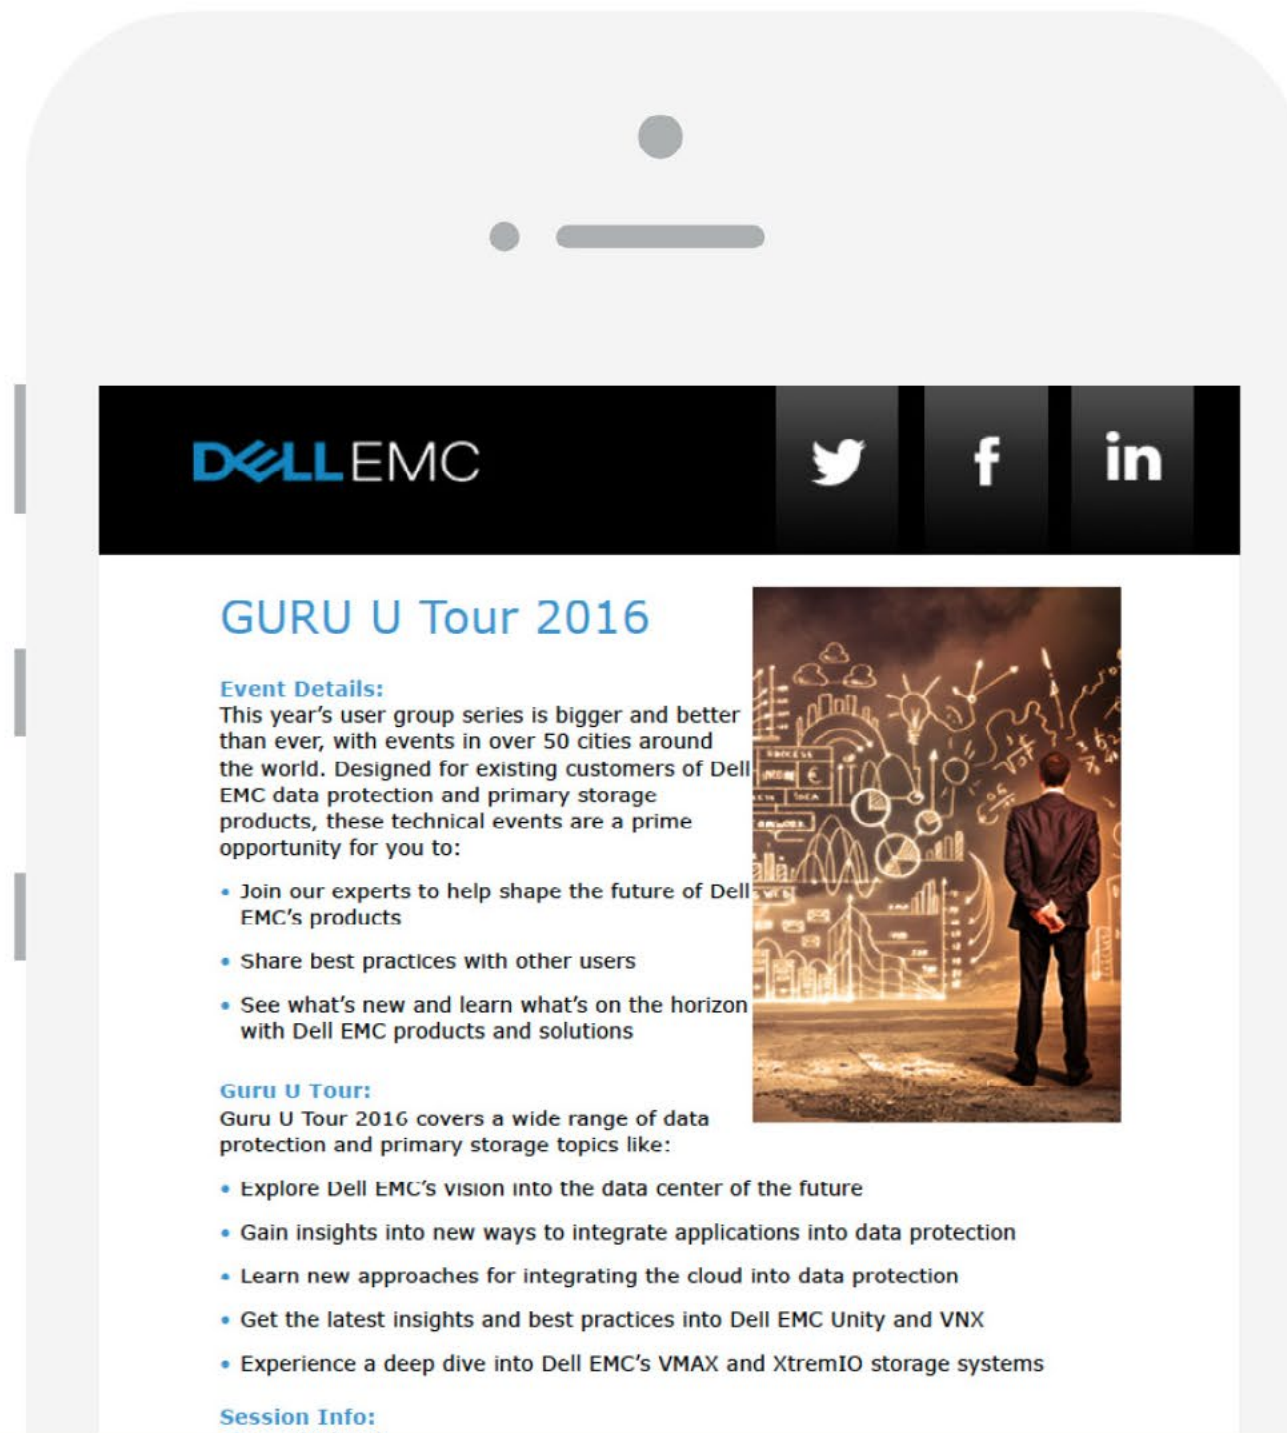 DELLEMC
in
GURU U Tour 2016
Event Details:
This year's user group series is bigger and better
than ever, with events in over 50 cities around
the world. Designed for existing customers of Dell
EMC data protection and primary storage
products, these technical events are a prime
opportunity for you to:
• Join our experts to help shape the future of Dell
EMC's products
• Share best practices with other users
• See what's new and learn what's on the horizon
with Dell EMC products and solutions
PROCESS
INCOME €
IDEA
Guru U Tour:
Guru U Tour 2016 covers a wide range of data
protection and primary storage topics like:
• Explore Dell EMC's vision into the data center of the future
• Gain insights into new ways to integrate applications into data protection
• Learn new approaches for integrating the cloud into data protection
• Get the latest insights and best practices into Dell EMC Unity and VNX
• Experience a deep dive into Dell EMC's VMAX and XtremIO storage systems
Session Info: